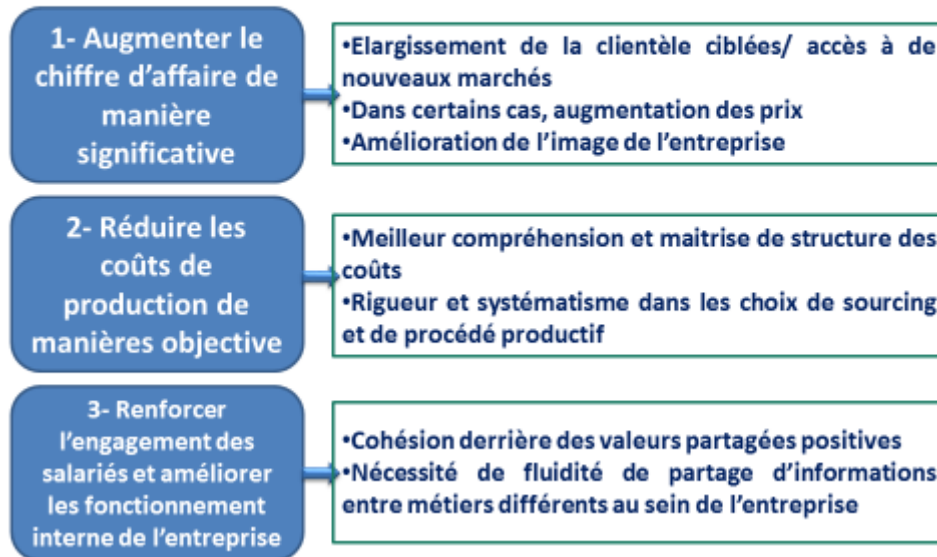 1- Augmenter le
chiffre d'affaire de
manière
significative
•Elargissement de la clientèle ciblées/ accès à de
nouveaux marchés
•Dans certains cas, augmentation des prix
•Amélioration de l'image de l'entreprise
2- Réduire les
coûts de
production de
manières objective
•Meilleur compréhension et maitrise de structure des
coûts
•Rigueur et systématisme dans les choix de sourcing
et de procédé productif
3- Renforcer
l'engagement des
salariés et améliorer
les fonctionnement
interne de l'entreprise
•Cohésion derrière des valeurs partagées positives
•Nécessité de fluidité de partage d'informations
entre métiers différents au sein de l'entreprise